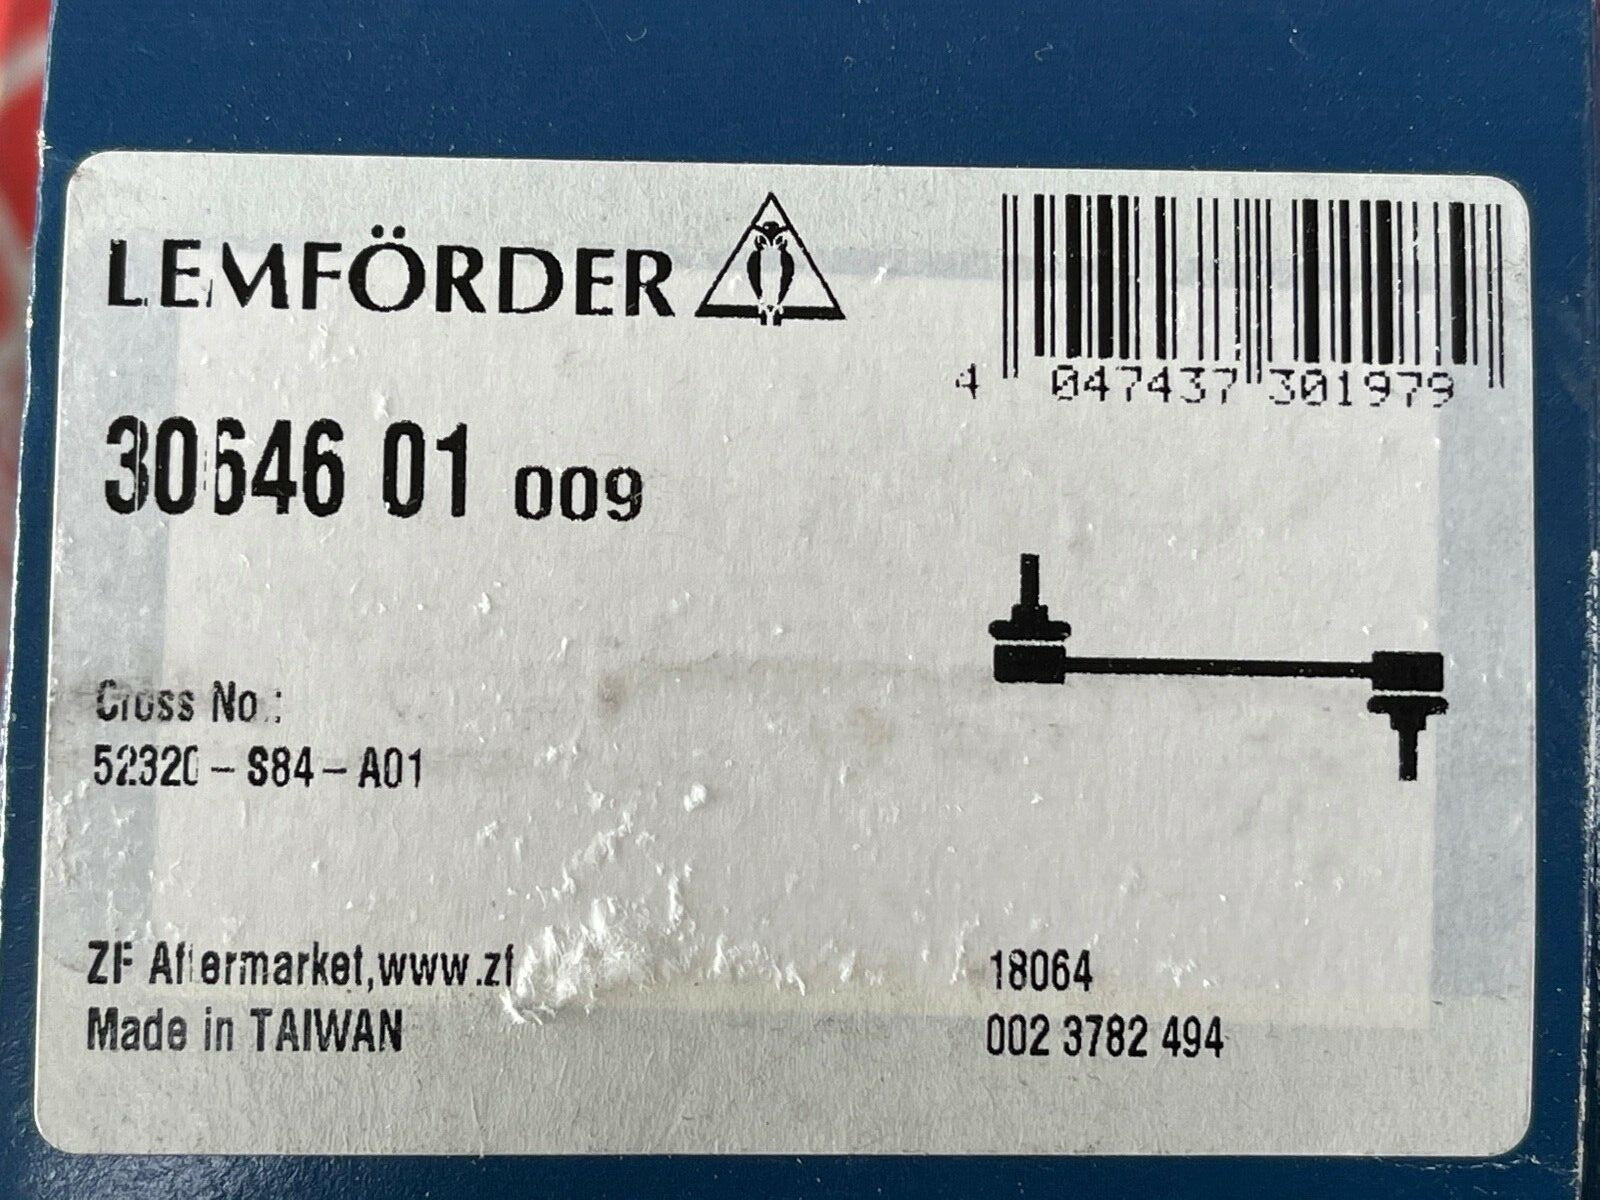 LEMFÖRDER
4 047437 301979
30646 01 009
Cross No.:
52320-S84-A01
ZF Aftermarket,www.zf
18064
Made in TAIWAN
002 3782 494